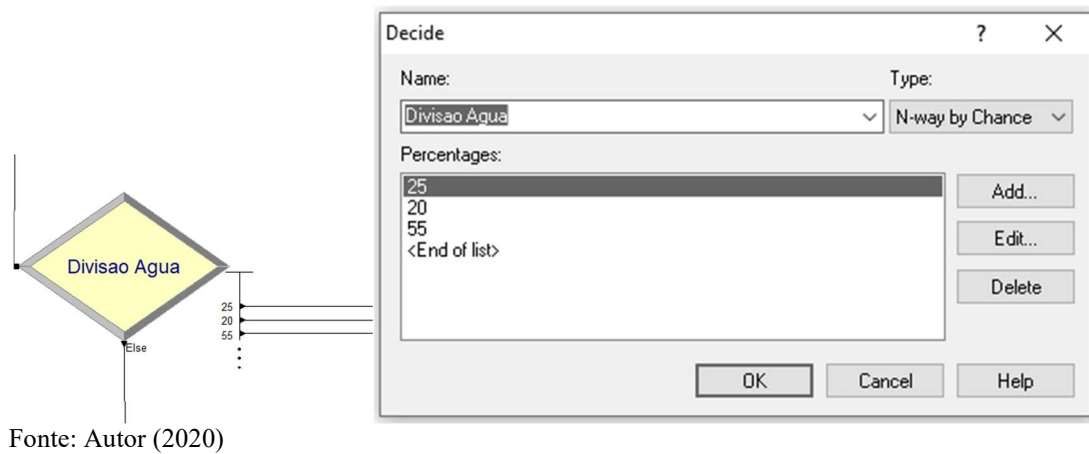 Decide
?
X
Name:
Type:
Divisao Agua
N-way by Chance
Percentages:
25
20
55
<End of list>
Add...
Edit...
Delete
OK
Cancel
Help
Divisao Agua
25
20
55
Else
Fonte: Autor (2020)